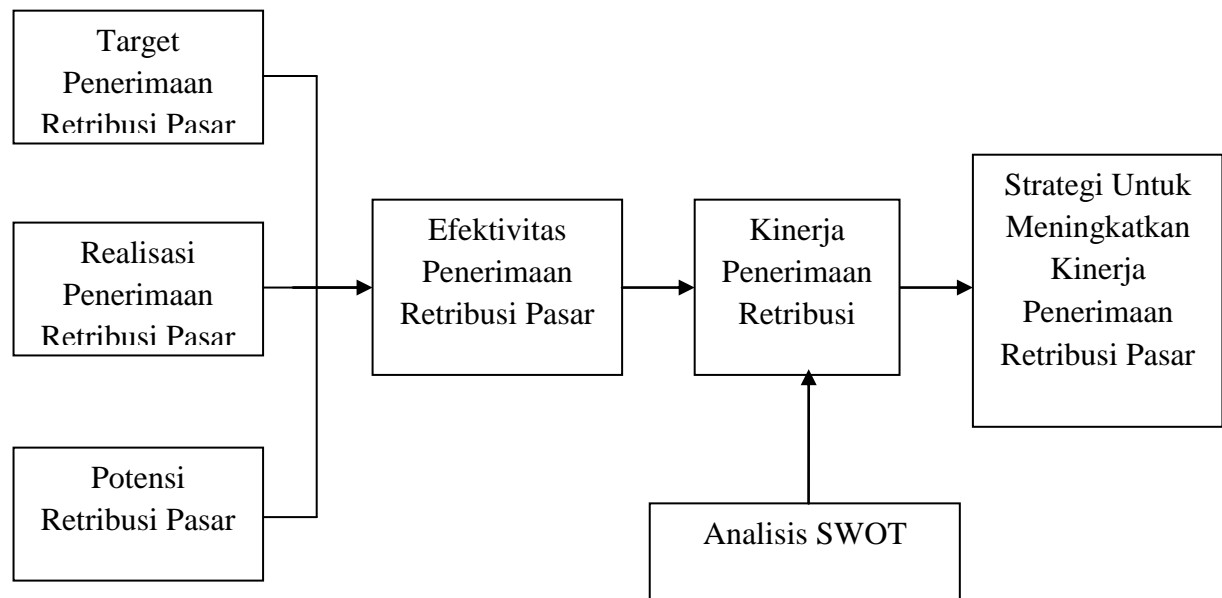 Target
Penerimaan
Retribusi Pasar
Realisasi
Penerimaan
Retribusi Pasar
Potensi
Retribusi Pasar
Efektivitas
Penerimaan
Retribusi Pasar
Kinerja
Penerimaan
Retribusi
Analisis SWOT
Strategi Untuk
Meningkatkan
Kinerja
Penerimaan
Retribusi Pasar